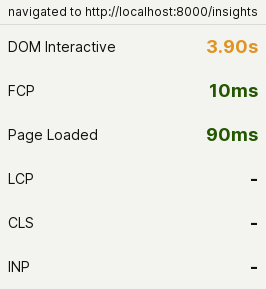 navigated to http://localhost:8000/insights
DOM Interactive 3.90s
FCP 10ms
Page Loaded 90ms
LCP -
CLS -
INP -